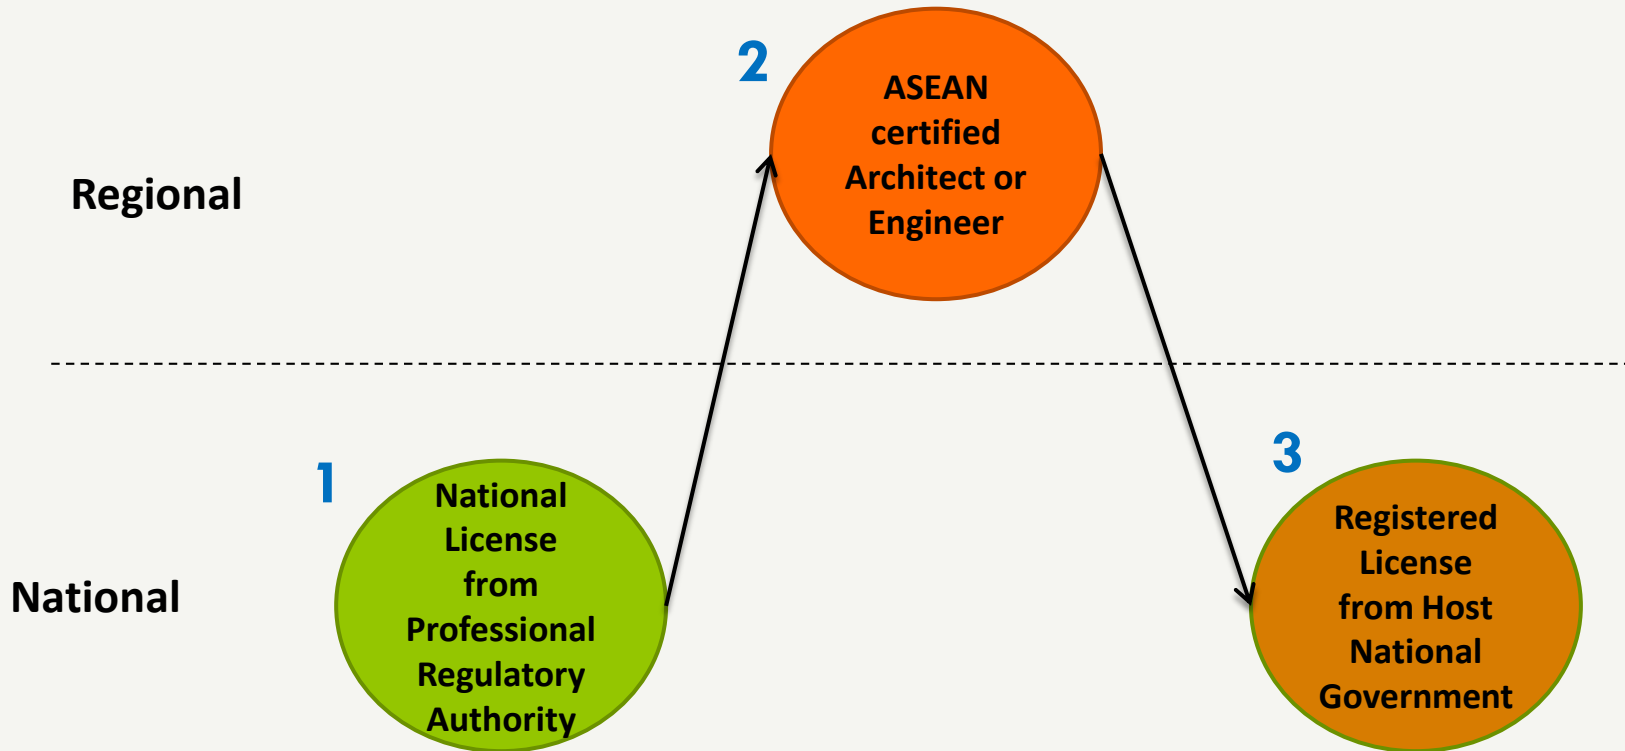 2
ASEAN
certified
Architect or
Engineer
Regional
1
National
License
from
Professional
Regulatory
Authority
3
Registered
License
from Host
National
Government
National